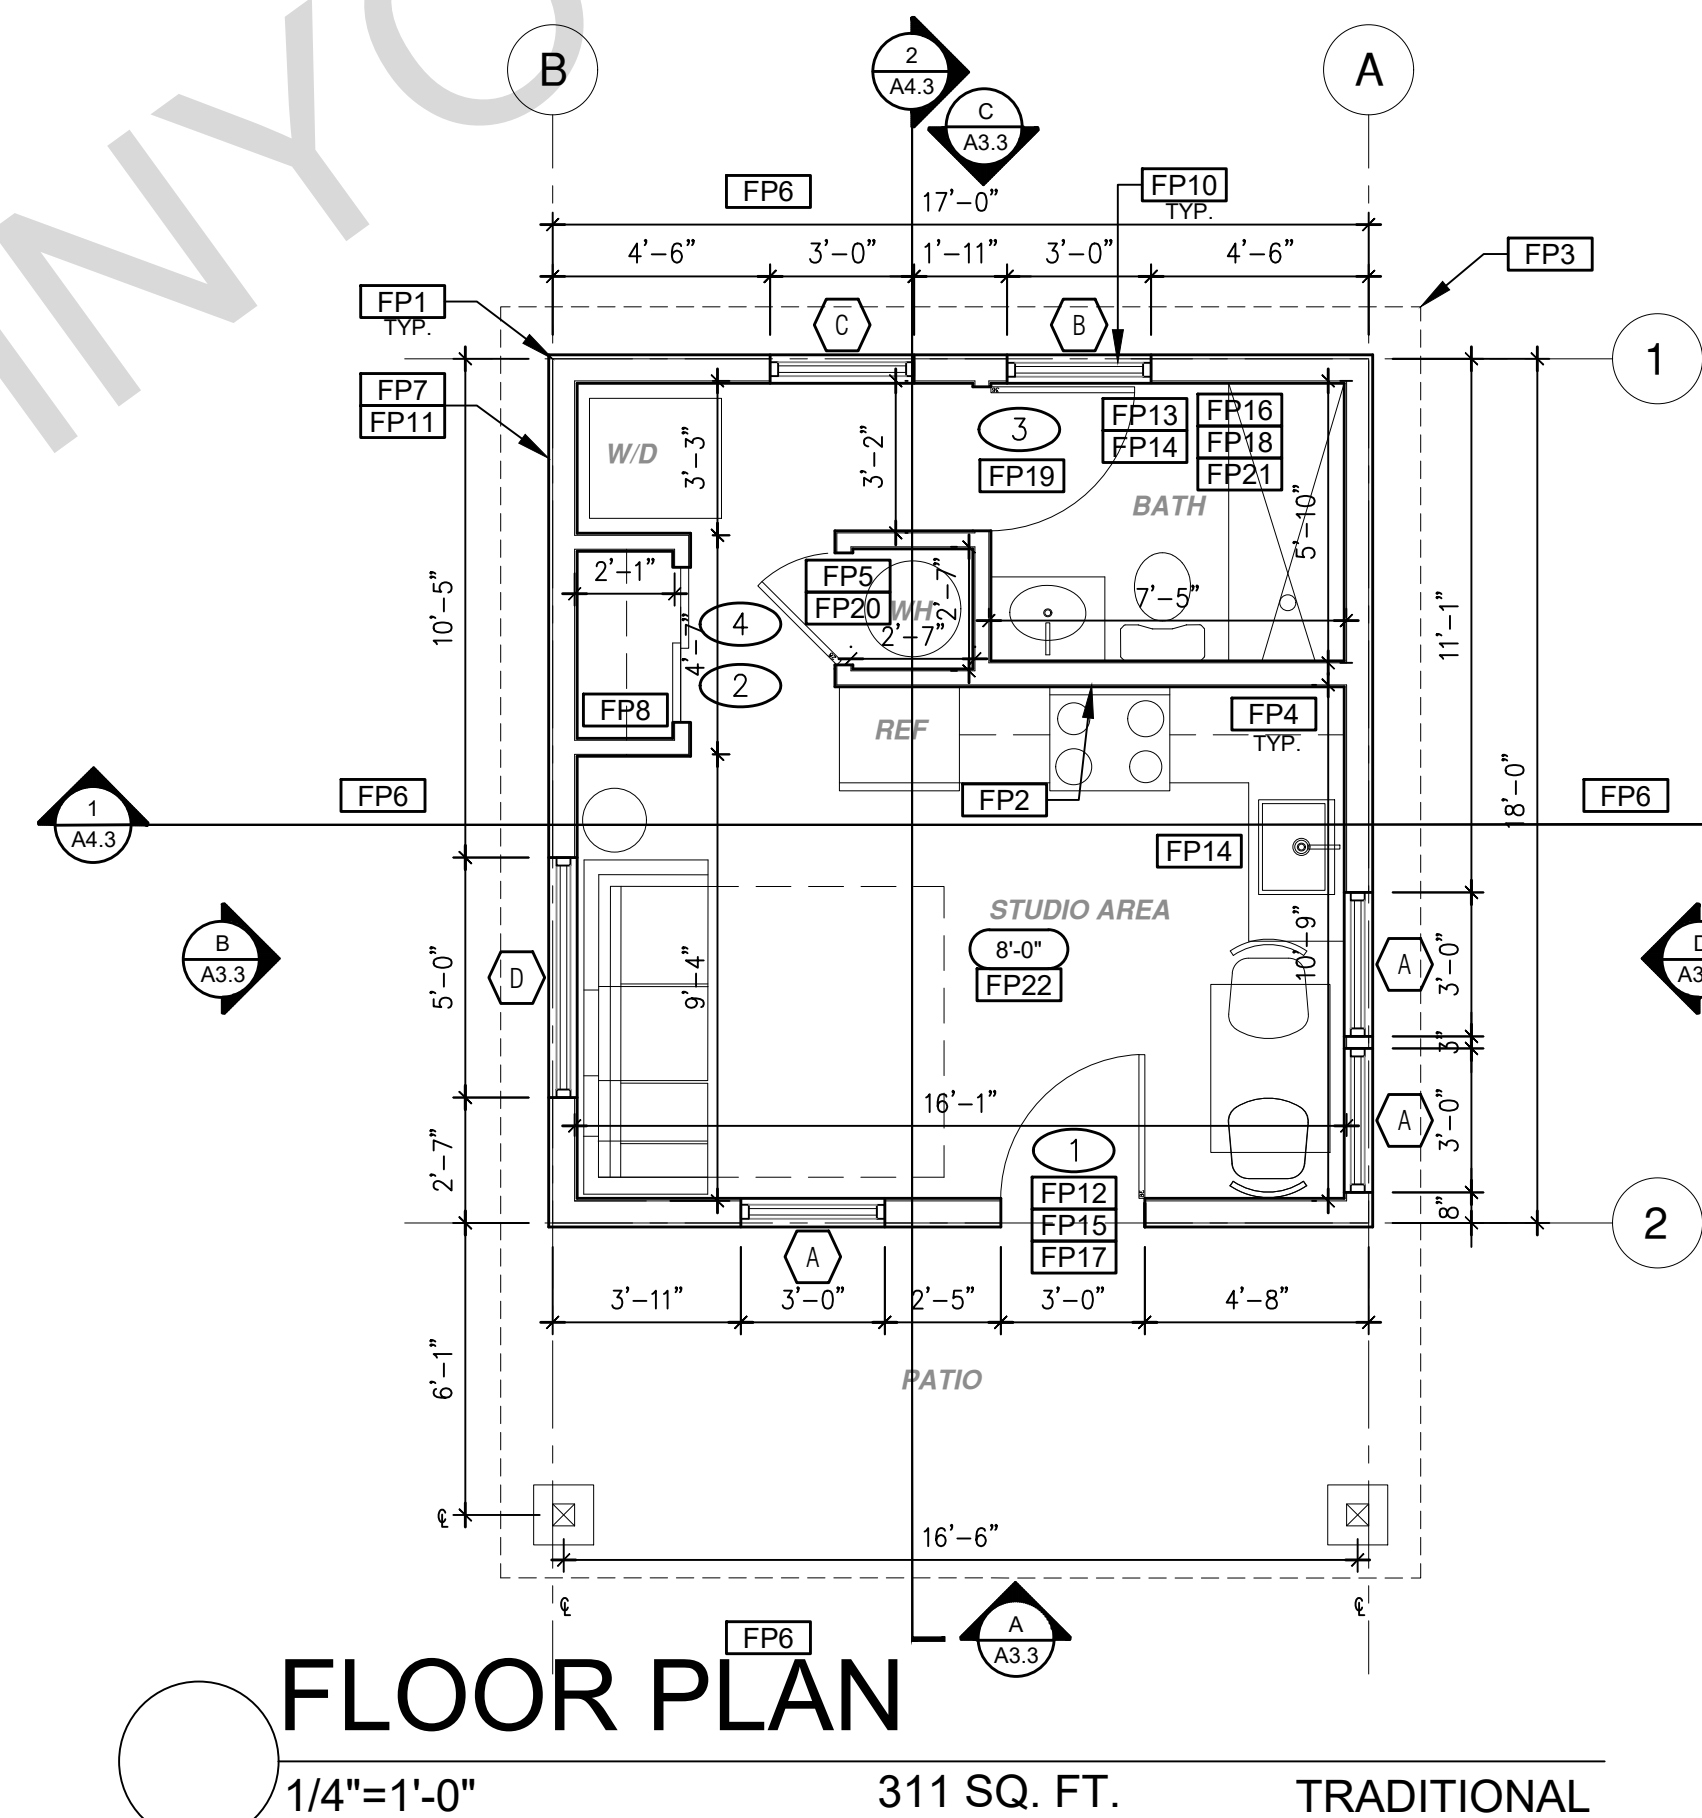 INYO
B
2
A4.3
C
A3.3
A
FP6
17'-0"
FP10
TYP.
4'-6"
3'-0"
1'-11"
3'-0"
4'-6"
FP3
FP1
TYP.
C
B
1
FP7
FP11
W/D
3'-3"
3'-2"
3
FP19
FP13
FP14
FP16
FP18
FP21
BATH
5'-10"
10'-5"
2'-1"
FP5
FP20
WH
2'-7"
2'-7"
7'-5"
11'-1"
4
4'-7"
2
FP8
REF
FP4
TYP.
FP2
1
A4.3
FP6
18'-0"
FP6
FP14
STUDIO AREA
8'-0"
FP22
10'-9"
B
A3.3
5'-0"
D
9'-4"
A
3'-0"
3"
16'-1"
A
3'-0"
2'-7"
1
FP12
FP15
FP17
8"
2
A
3'-11"
3'-0"
2'-5"
3'-0"
4'-8"
6'-1"
PATIO
℄
16'-6"
℄
℄
FP6
A
A3.3
FLOOR PLAN
1/4"=1'-0"
311 SQ. FT.
TRADITIONAL